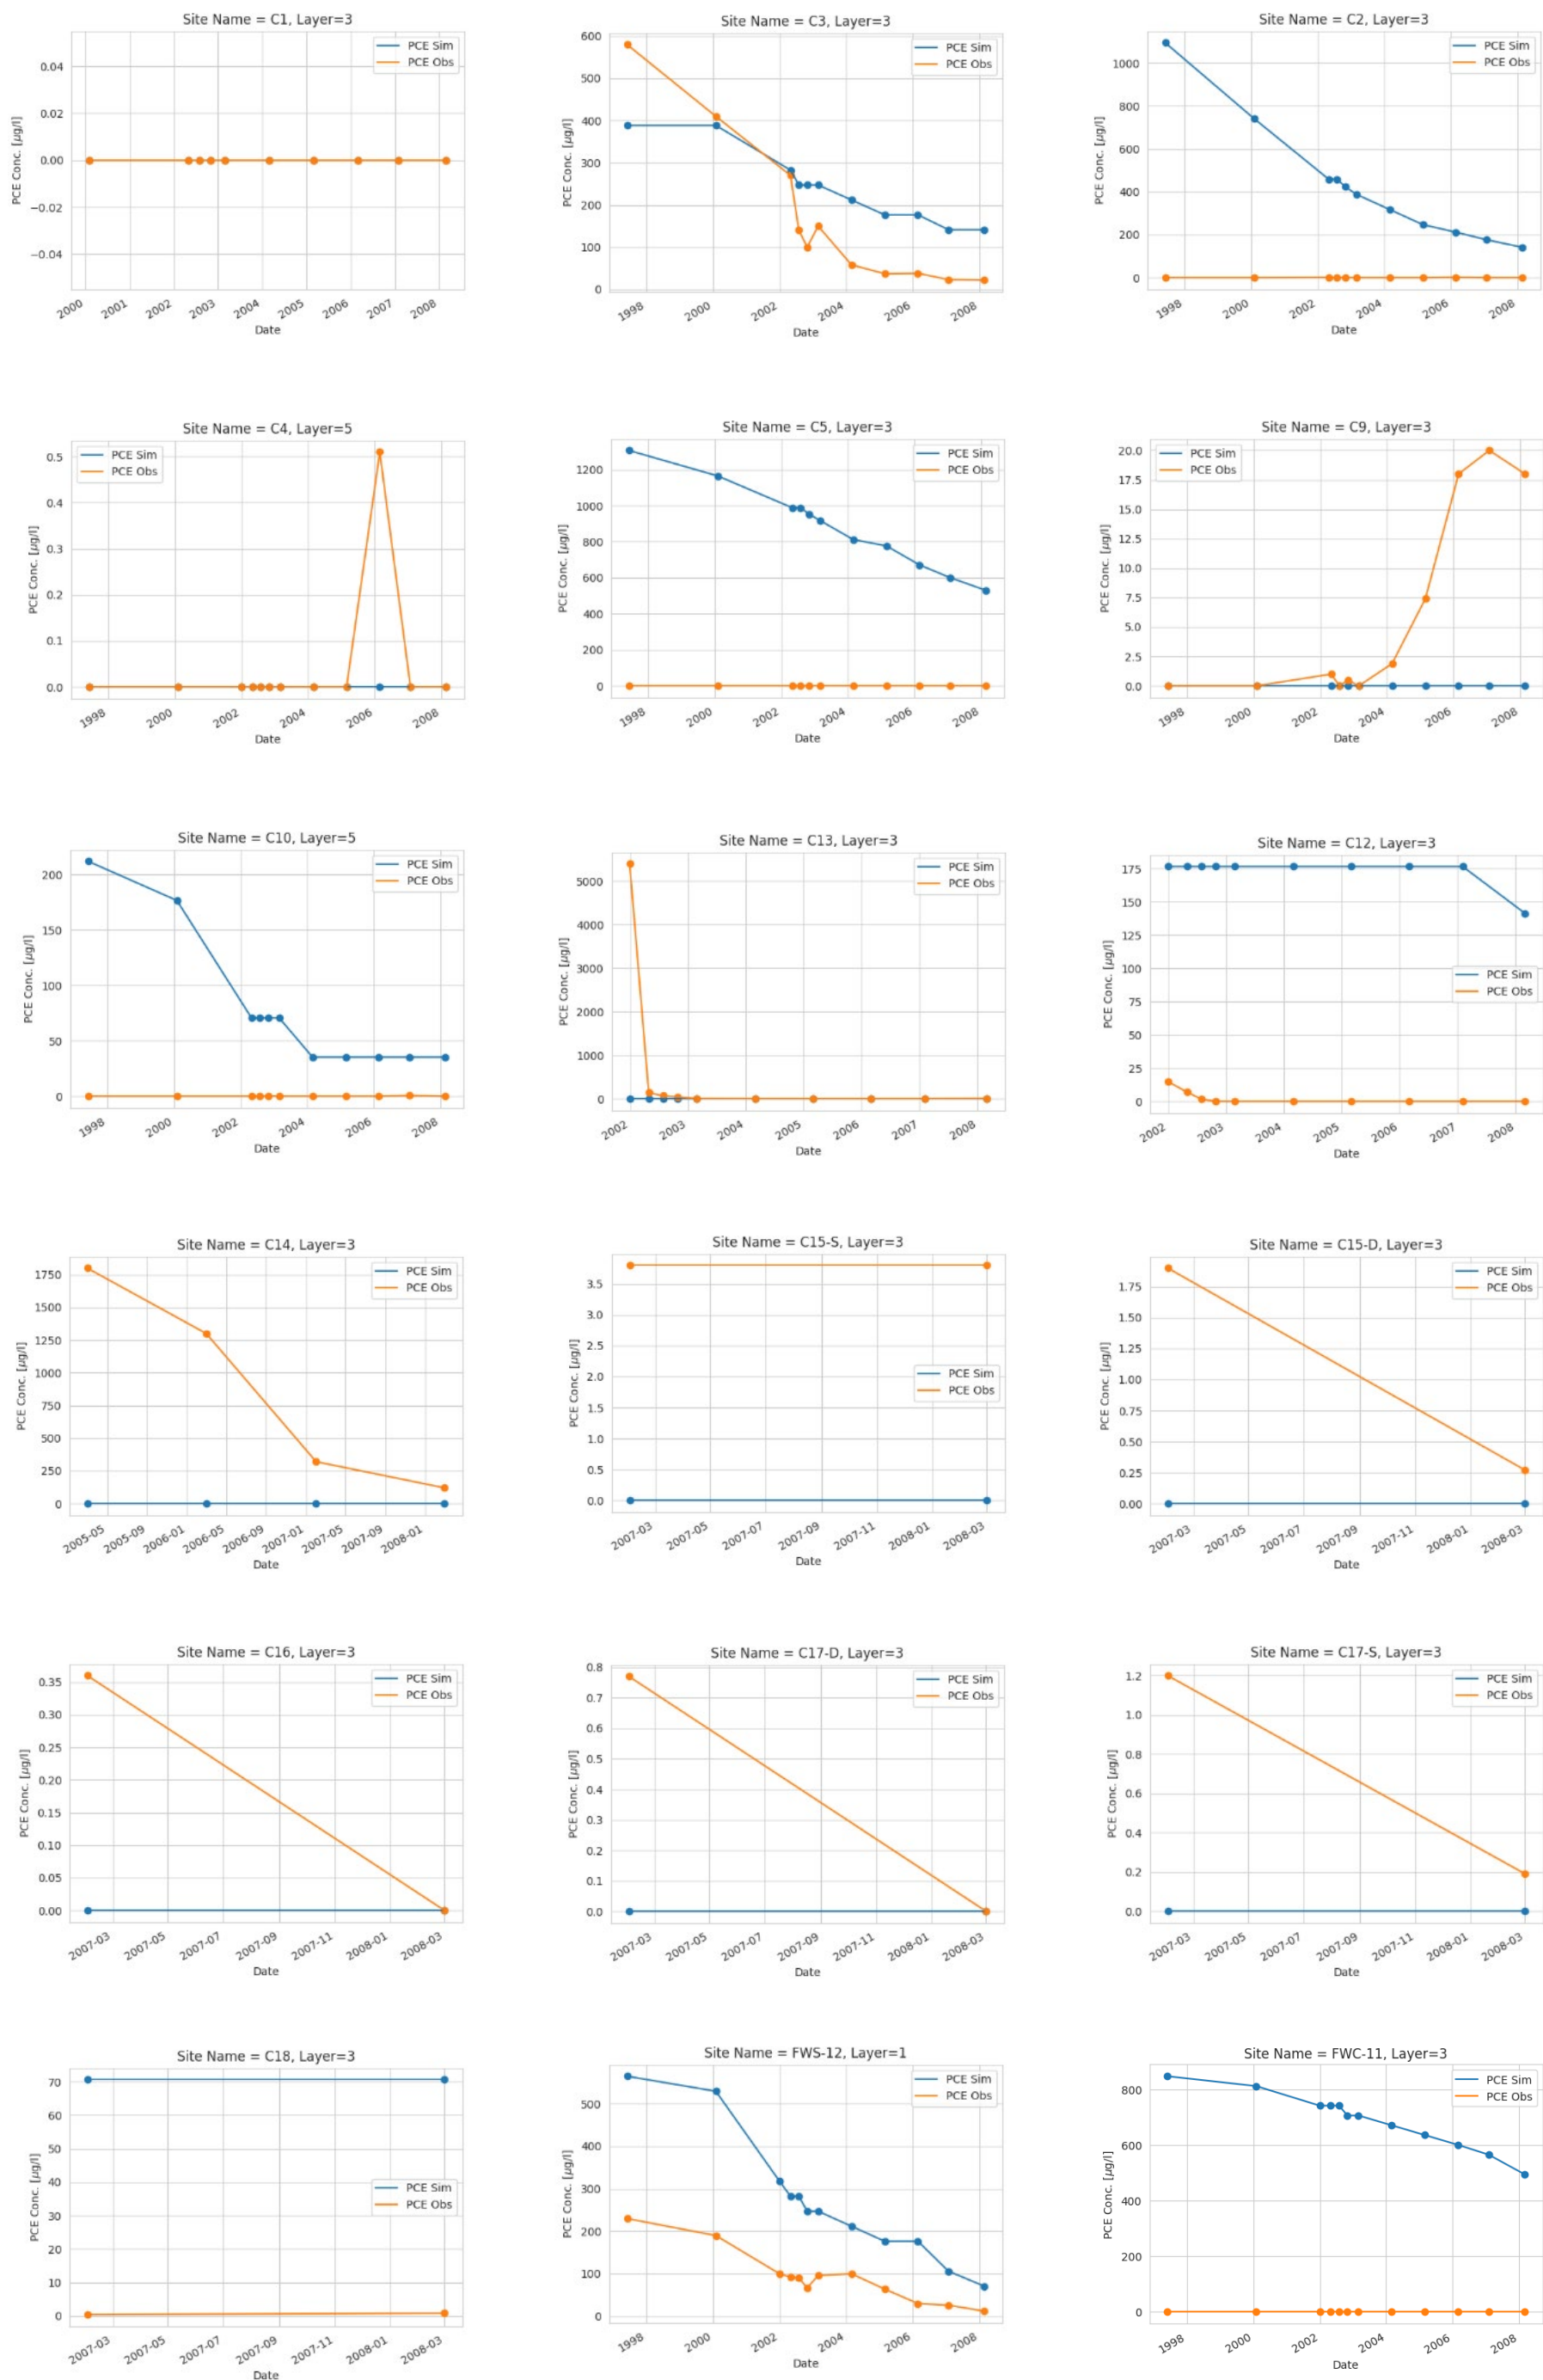 Site Name = C1, Layer=3
PCE Sim
PCE Obs
PCE Conc. [µg/l]
0.04
0.02
0.00
−0.02
−0.04
2000 2001 2002 2003 2004 2005 2006 2007 2008
Date
Site Name = C3, Layer=3
PCE Sim
PCE Obs
PCE Conc. [µg/l]
600
500
400
300
200
100
0
1998 2000 2002 2004 2006 2008
Date
Site Name = C2, Layer=3
PCE Sim
PCE Obs
PCE Conc. [µg/l]
1000
800
600
400
200
0
1998 2000 2002 2004 2006 2008
Date
Site Name = C4, Layer=5
PCE Sim
PCE Obs
PCE Conc. [µg/l]
0.5
0.4
0.3
0.2
0.1
0.0
1998 2000 2002 2004 2006 2008
Date
Site Name = C5, Layer=3
PCE Sim
PCE Obs
PCE Conc. [µg/l]
1200
1000
800
600
400
200
0
1998 2000 2002 2004 2006 2008
Date
Site Name = C9, Layer=3
PCE Sim
PCE Obs
PCE Conc. [µg/l]
20.0
17.5
15.0
12.5
10.0
7.5
5.0
2.5
0.0
1998 2000 2002 2004 2006 2008
Date
Site Name = C10, Layer=5
PCE Sim
PCE Obs
PCE Conc. [µg/l]
200
150
100
50
0
1998 2000 2002 2004 2006 2008
Date
Site Name = C13, Layer=3
PCE Sim
PCE Obs
PCE Conc. [µg/l]
5000
4000
3000
2000
1000
0
2002 2003 2004 2005 2006 2007 2008
Date
Site Name = C12, Layer=3
PCE Sim
PCE Obs
PCE Conc. [µg/l]
175
150
125
100
75
50
25
0
2002 2003 2004 2005 2006 2007 2008
Date
Site Name = C14, Layer=3
PCE Sim
PCE Obs
PCE Conc. [µg/l]
1750
1500
1250
1000
750
500
250
0
2005-05 2005-09 2006-01 2006-05 2006-09 2007-01 2007-05 2007-09 2008-01
Date
Site Name = C15-S, Layer=3
PCE Sim
PCE Obs
PCE Conc. [µg/l]
3.5
3.0
2.5
2.0
1.5
1.0
0.5
0.0
2007-03 2007-05 2007-07 2007-09 2007-11 2008-01 2008-03
Date
Site Name = C15-D, Layer=3
PCE Sim
PCE Obs
PCE Conc. [µg/l]
1.75
1.50
1.25
1.00
0.75
0.50
0.25
0.00
2007-03 2007-05 2007-07 2007-09 2007-11 2008-01 2008-03
Date
Site Name = C16, Layer=3
PCE Sim
PCE Obs
PCE Conc. [µg/l]
0.35
0.30
0.25
0.20
0.15
0.10
0.05
0.00
2007-03 2007-05 2007-07 2007-09 2007-11 2008-01 2008-03
Date
Site Name = C17-D, Layer=3
PCE Sim
PCE Obs
PCE Conc. [µg/l]
0.8
0.7
0.6
0.5
0.4
0.3
0.2
0.1
0.0
2007-03 2007-05 2007-07 2007-09 2007-11 2008-01 2008-03
Date
Site Name = C17-S, Layer=3
PCE Sim
PCE Obs
PCE Conc. [µg/l]
1.2
1.0
0.8
0.6
0.4
0.2
0.0
2007-03 2007-05 2007-07 2007-09 2007-11 2008-01 2008-03
Date
Site Name = C18, Layer=3
PCE Sim
PCE Obs
PCE Conc. [µg/l]
70
60
50
40
30
20
10
0
2007-03 2007-05 2007-07 2007-09 2007-11 2008-01 2008-03
Date
Site Name = FWS-12, Layer=1
PCE Sim
PCE Obs
PCE Conc. [µg/l]
500
400
300
200
100
0
1998 2000 2002 2004 2006 2008
Date
Site Name = FWC-11, Layer=3
PCE Sim
PCE Obs
PCE Conc. [µg/l]
800
600
400
200
0
1998 2000 2002 2004 2006 2008
Date